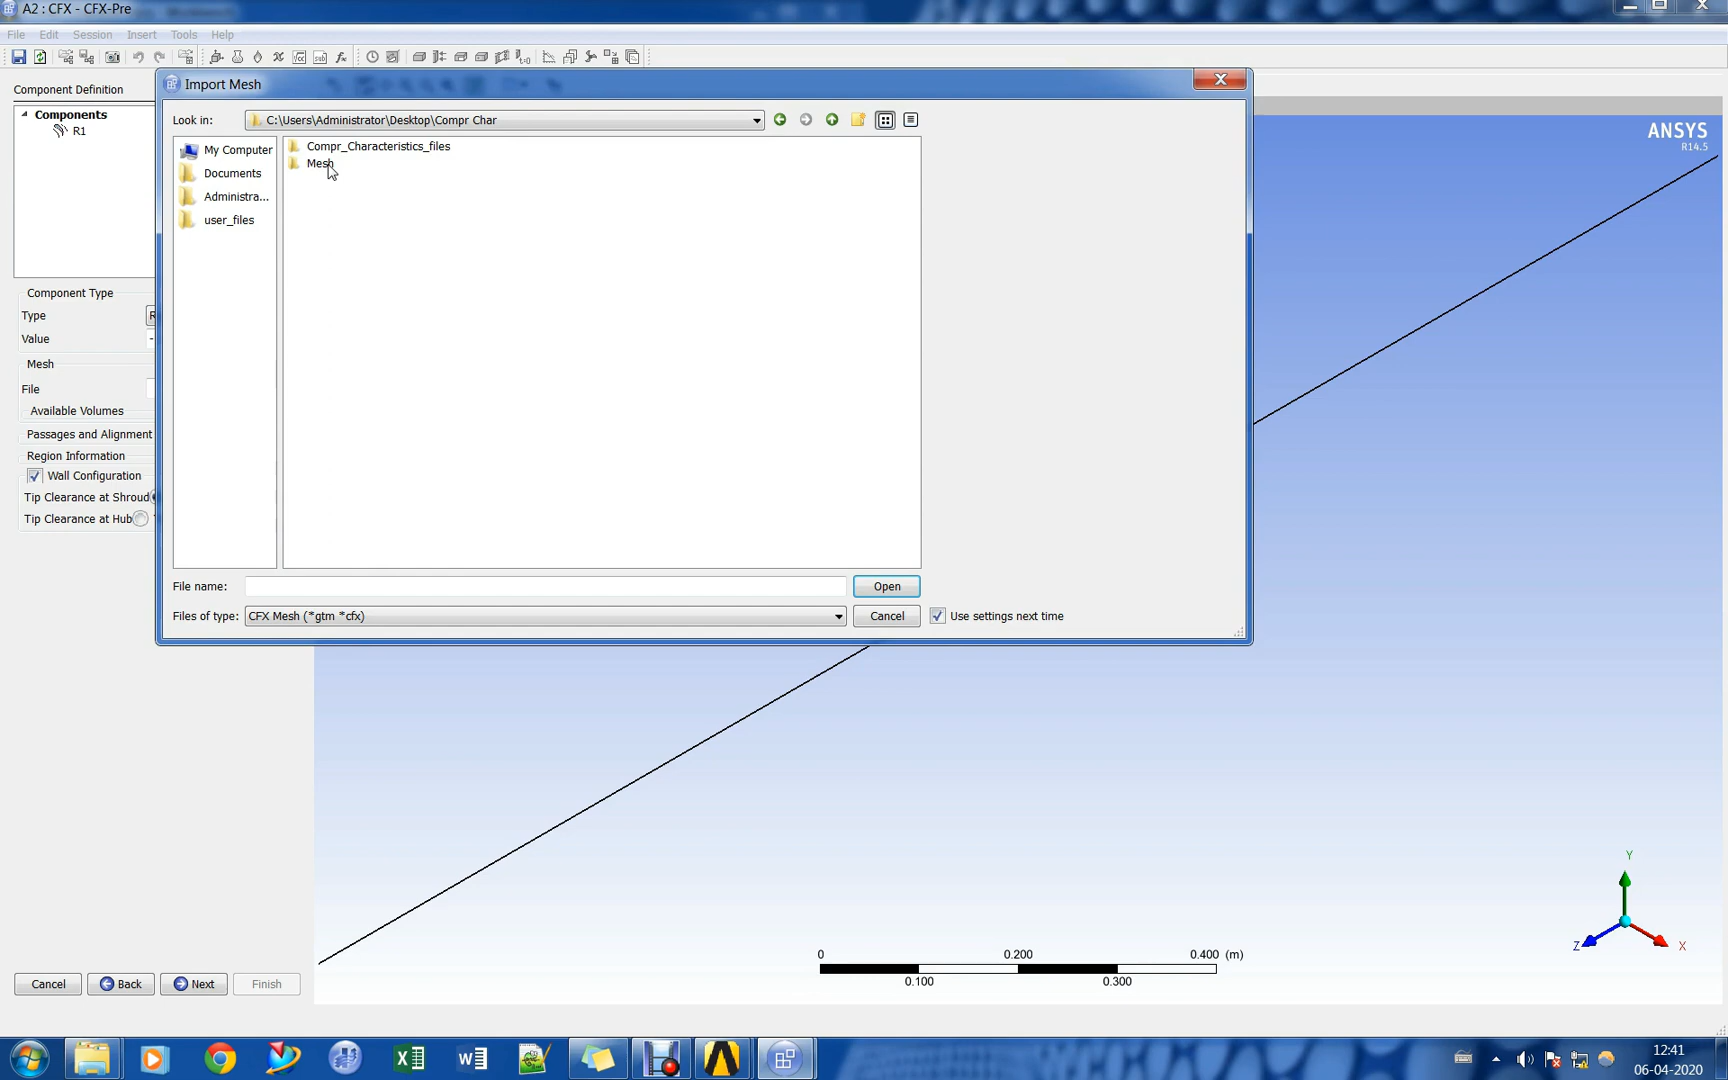 A2 : CFX - CFX-Pre
File Edit Session Insert Tools Help
Component Definition
Components
R1
Component Type
Type
Value
Mesh
File
Available Volumes
Passages and Alignment
Region Information
Wall Configuration
Tip Clearance at Shroud
Tip Clearance at Hub
Cancel Back Next Finish
Import Mesh
Look in: C:\Users\Administrator\Desktop\Compr Char
My Computer
Documents
Administra...
user_files
Compr_Characteristics_files
Mesh
File name: Open
Files of type: CFX Mesh (*gtm *cfx) Cancel Use settings next time
ANSYS
R14.5
0 0.200 0.400 (m)
0.100 0.300
Y
Z X
12:41
06-04-2020